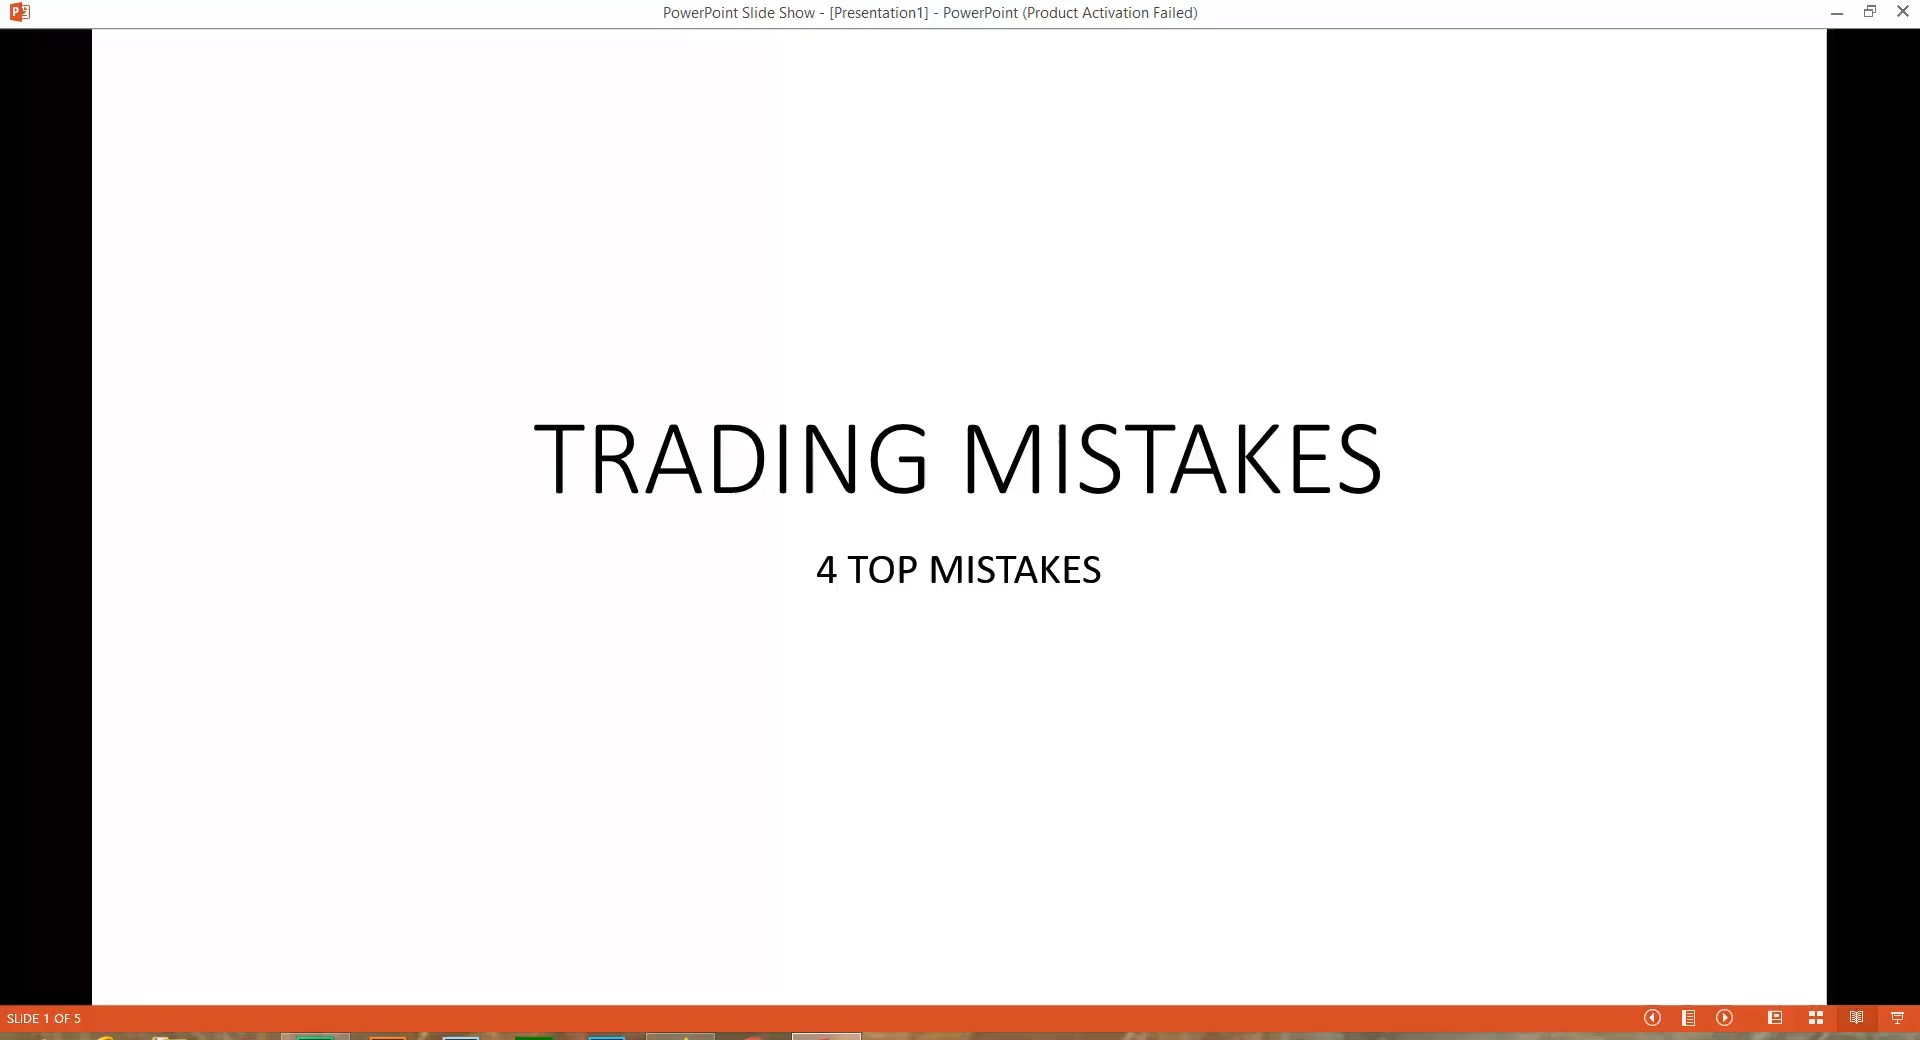 PowerPoint Slide Show - [Presentation1] - PowerPoint (Product Activation Failed)
TRADING MISTAKES
4 TOP MISTAKES
SLIDE 1 OF 5